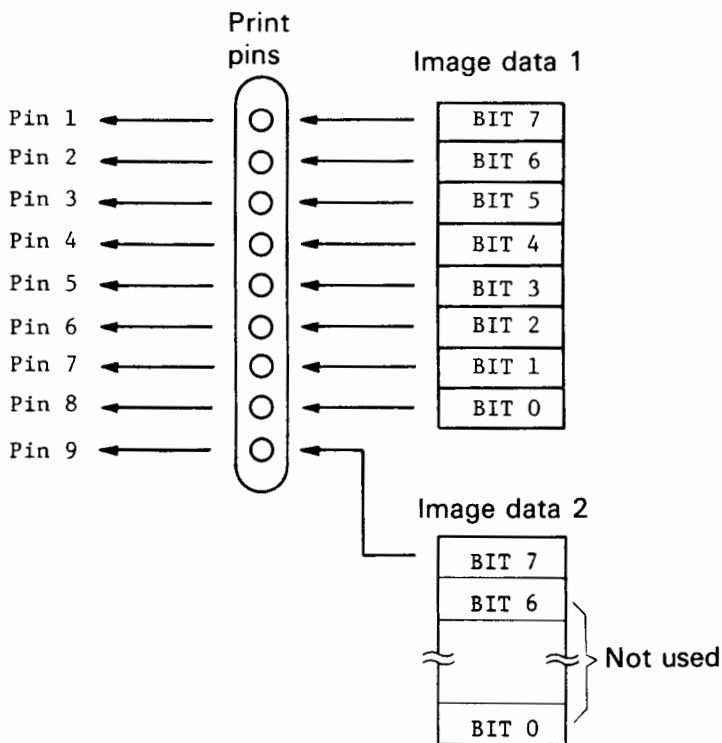 Print
pins
Image data 1
Pin 1
BIT 7
Pin 2
BIT 6
Pin 3
BIT 5
Pin 4
BIT 4
Pin 5
BIT 3
Pin 6
BIT 2
Pin 7
BIT 1
Pin 8
BIT 0
Pin 9
Image data 2
BIT 7
BIT 6
Not used
BIT 0